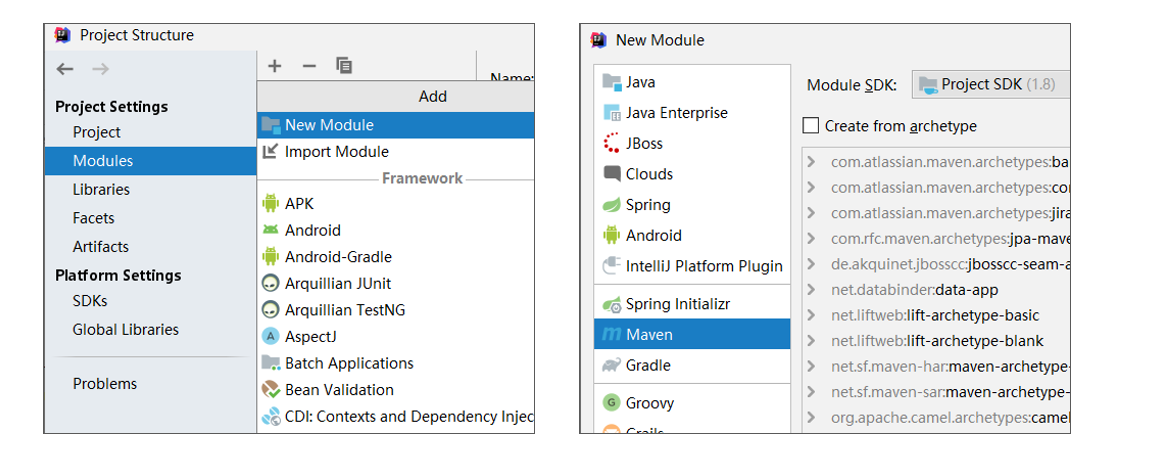 Project Structure
Name:
Add
Project Settings
New Module
Project
Import Module
Modules
Framework
Libraries
APK
Facets
Android
Artifacts
Android-Gradle
Platform Settings
Arquillian JUnit
SDKs
Arquillian TestNG
Global Libraries
AspectJ
Batch Applications
Problems
Bean Validation
CDI: Contexts and Dependency Injec
New Module
Java
Module SDK: Project SDK (1.8)
Java Enterprise
Create from archetype
JBoss
com.atlassian.maven.archetypes:ba
Clouds
com.atlassian.maven.archetypes:co
Spring
com.atlassian.maven.archetypes:jira
Android
com.rfc.maven.archetypes:jpa-mave
IntelliJ Platform Plugin
de.akquinet.jbosscc:jbosscc-seam-a
net.databinder:data-app
Spring Initializr
net.liftweb:lift-archetype-basic
Maven
net.liftweb:lift-archetype-blank
Gradle
net.sf.maven-har:maven-archetype-
net.sf.maven-sar:maven-archetype-
Groovy
org.apache.camel.archetypes:camel
Grails